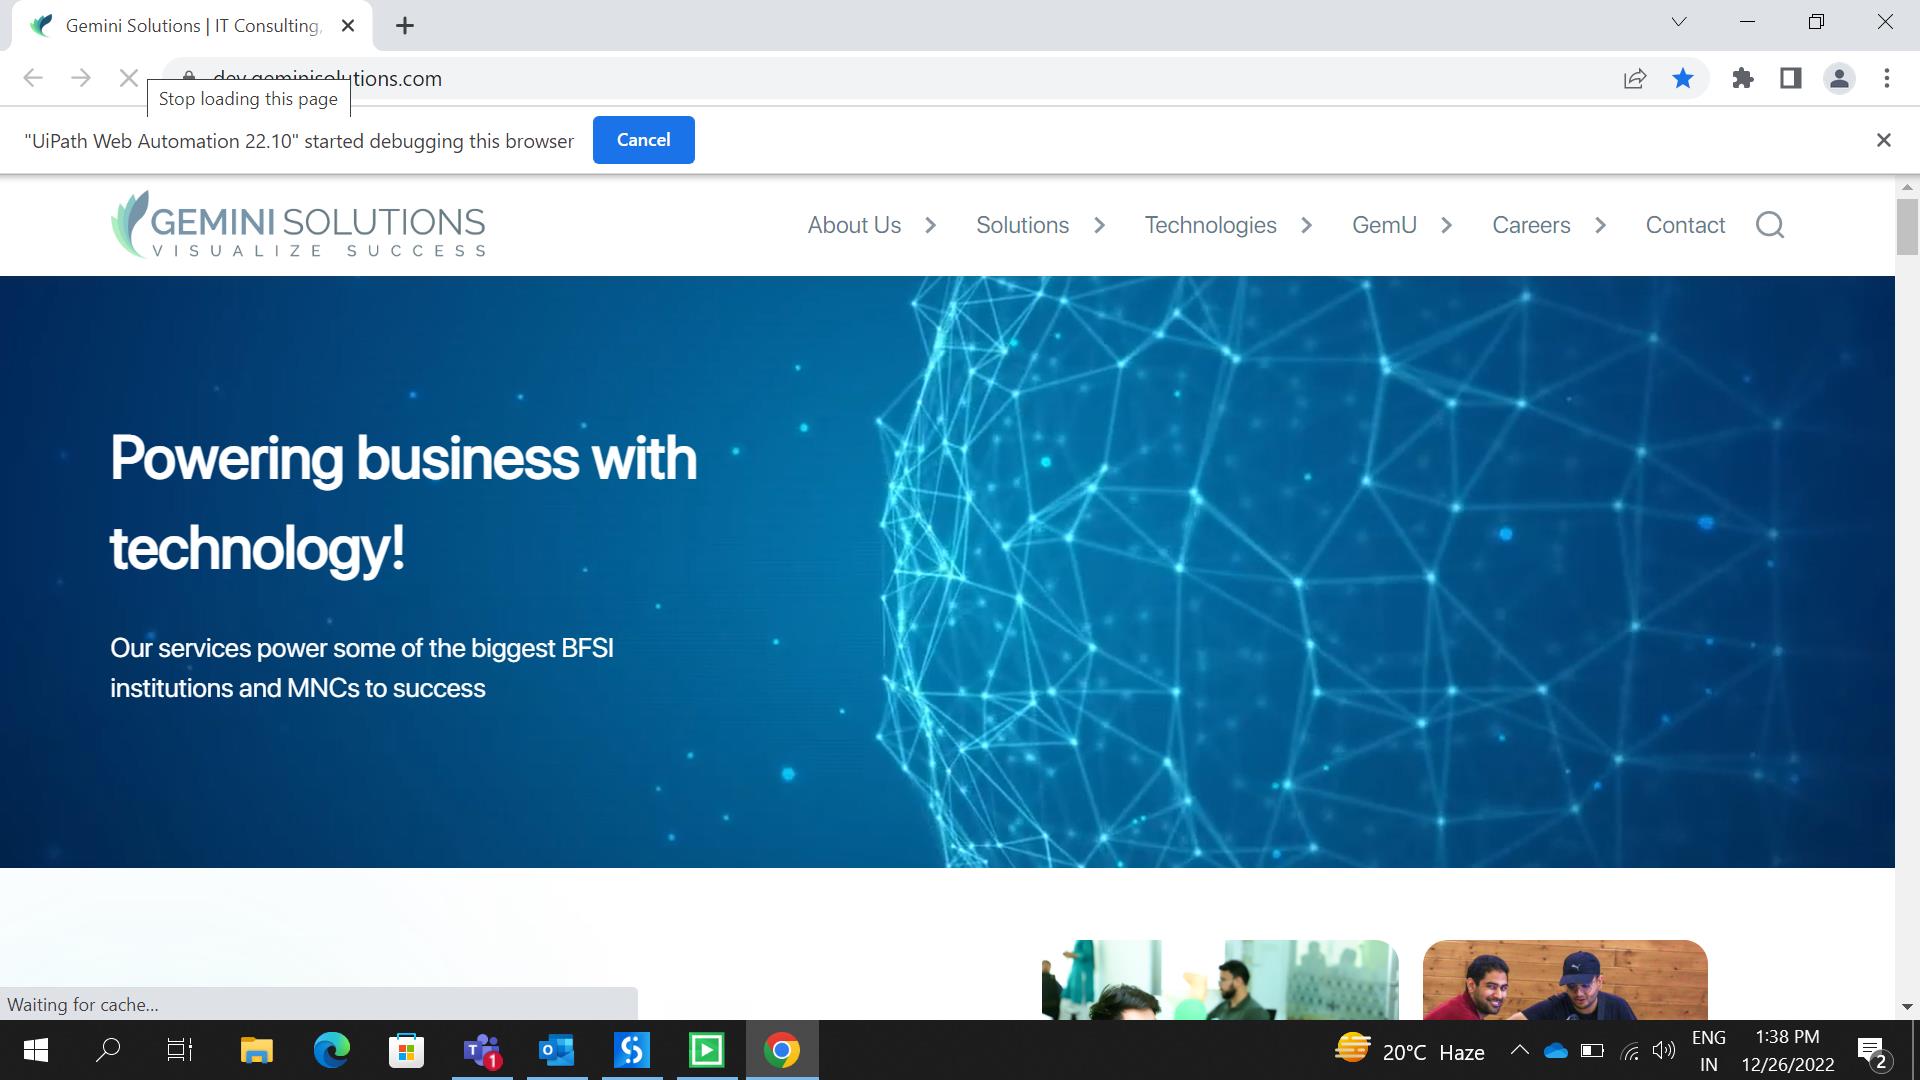 Gemini Solutions | IT Consulting,
dev.geminisolutions.com
Stop loading this page
"UiPath Web Automation 22.10" started debugging this browser
Cancel
GEMINI SOLUTIONS
VISUALIZE SUCCESS
About Us
Solutions
Technologies
GemU
Careers
Contact
Powering business with
technology!
Our services power some of the biggest BFSI
institutions and MNCs to success
Waiting for cache...
1
20°C Haze
ENG
IN
1:38 PM
12/26/2022
2